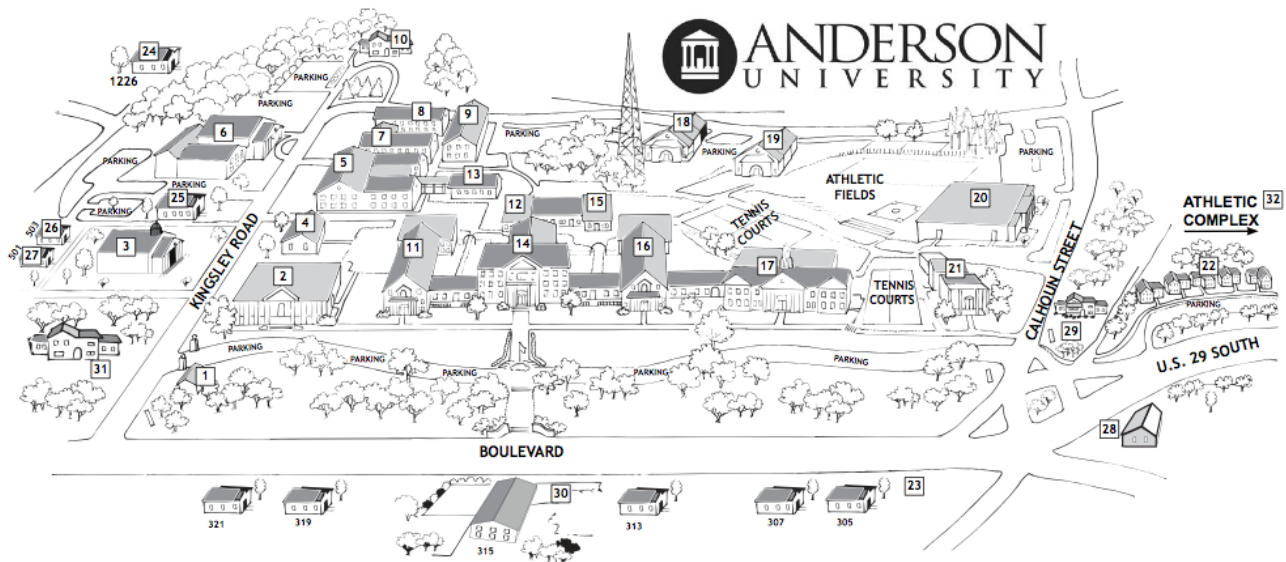 ANDERSON
UNIVERSITY
24
1226
10
PARKING
PARKING
PARKING
6
8
9
7
PARKING
18
PARKING
19
PARKING
5
13
PARKING
25
PARKING
ATHLETIC
FIELDS
20
ATHLETIC
COMPLEX
32
503
26
501
27
3
KINGSLEY ROAD
4
12
15
TENNIS
COURTS
11
14
16
2
17
21
TENNIS
COURTS
CALHOUN STREET
22
PARKING
29
31
PARKING
PARKING
PARKING
PARKING
PARKING
1
U.S. 29 SOUTH
28
BOULEVARD
30
23
321
319
315
313
307
305